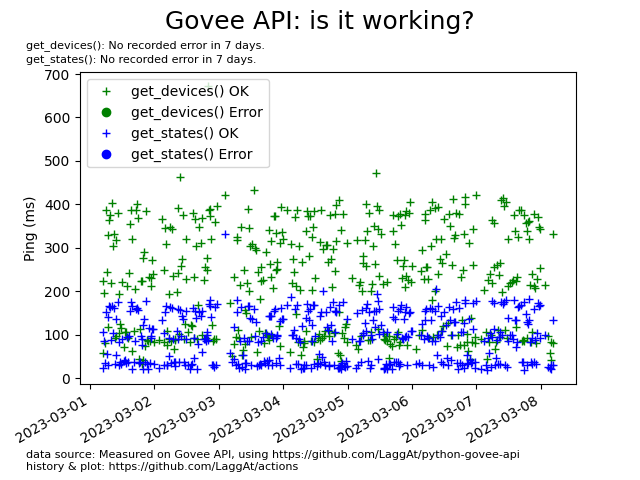 Govee API: is it working?
get_devices(): No recorded error in 7 days.
get_states(): No recorded error in 7 days.
700
600
500
400
300
200
100
0
Ping (ms)
get_devices() OK
get_devices() Error
get_states() OK
get_states() Error
2023-03-01
2023-03-02
2023-03-03
2023-03-04
2023-03-05
2023-03-06
2023-03-07
2023-03-08
data source: Measured on Govee API, using https://github.com/LaggAt/python-govee-api
history & plot: https://github.com/LaggAt/actions